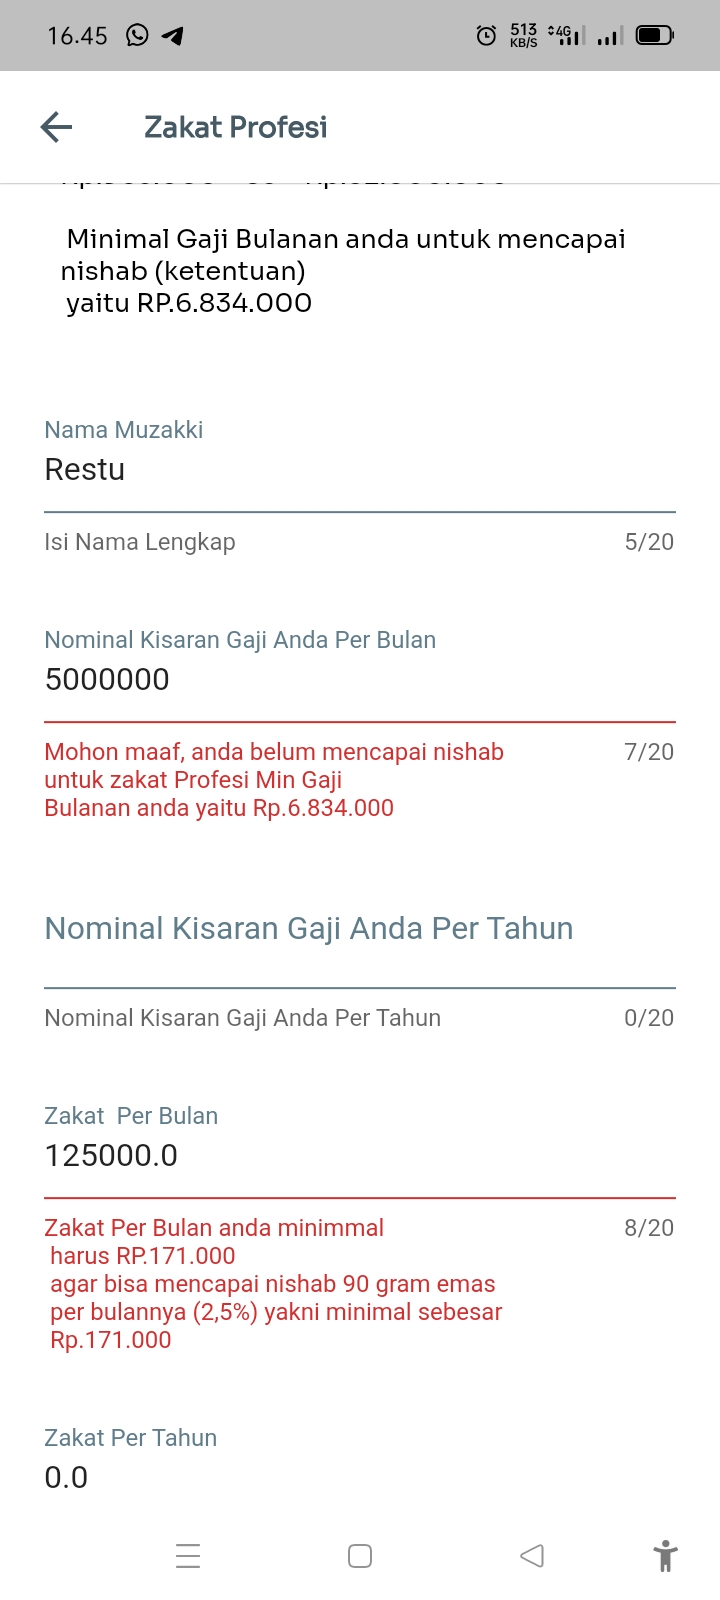 16.45
513
KB/S
4G
Zakat Profesi
Minimal Gaji Bulanan anda untuk mencapai
nishab (ketentuan)
yaitu RP.6.834.000
Nama Muzakki
Restu
Isi Nama Lengkap 5/20
Nominal Kisaran Gaji Anda Per Bulan
5000000
Mohon maaf, anda belum mencapai nishab 7/20
untuk zakat Profesi Min Gaji
Bulanan anda yaitu Rp.6.834.000
Nominal Kisaran Gaji Anda Per Tahun
Nominal Kisaran Gaji Anda Per Tahun 0/20
Zakat  Per Bulan
125000.0
Zakat Per Bulan anda minimmal 8/20
harus RP.171.000
agar bisa mencapai nishab 90 gram emas
per bulannya (2,5%) yakni minimal sebesar
Rp.171.000
Zakat Per Tahun
0.0